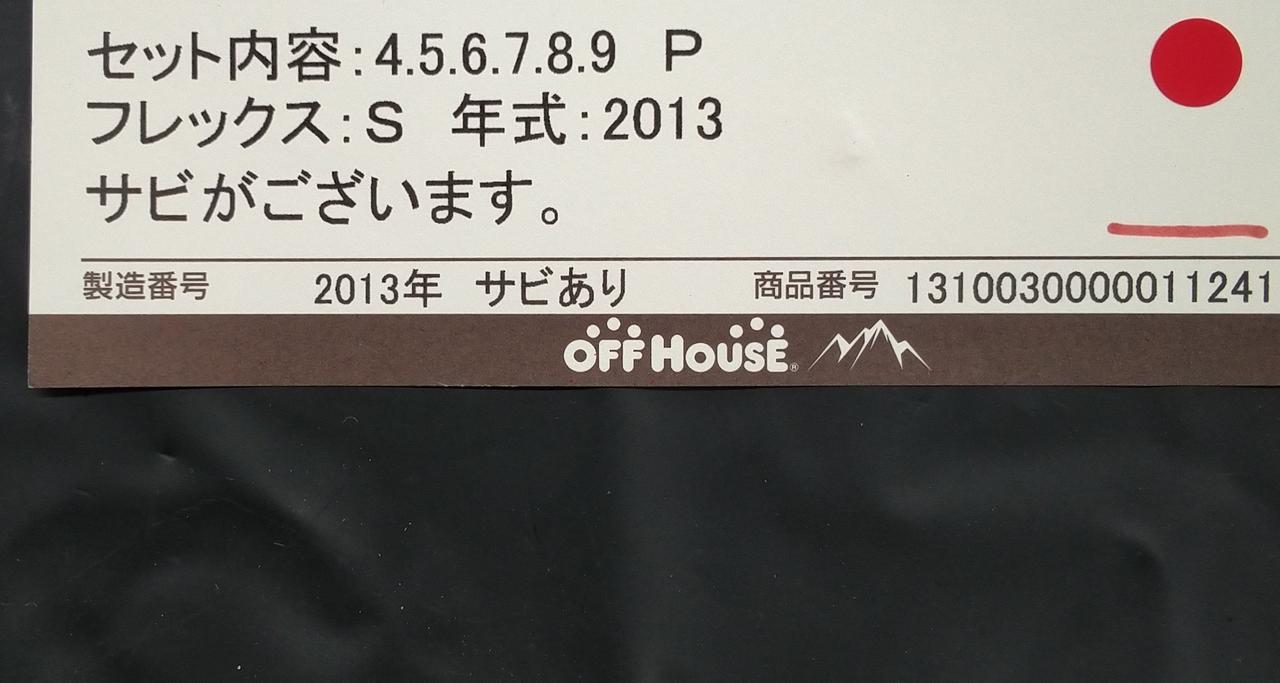 セット内容:4.5.6.7.8.9 P
フレックス:S 年式:2013
サビがございます。
製造番号 2013年 サビあり 商品番号 1310030000011241
OFF HOUSE®